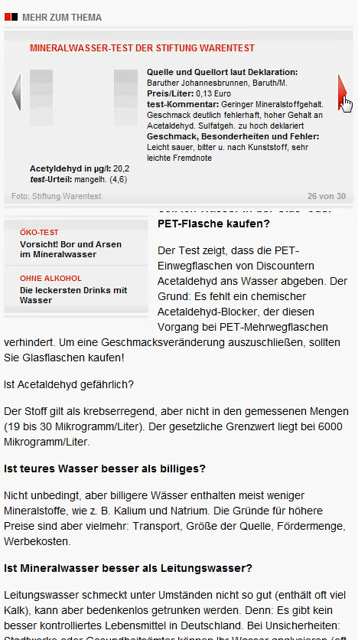 MEHR ZUM THEMA
MINERALWASSER-TEST DER STIFTUNG WARENTEST
Quelle und Quellort laut Deklaration:
Baruther Johannesbrunnen, Baruth/M.
Preis/Liter: 0,13 Euro
test-Kommentar: Geringer Mineralstoffgehalt.
Geschmack deutlich fehlerhaft, hoher Gehalt an
Acetaldehyd. Sulfatgeh. zu hoch deklariert
Geschmack, Besonderheiten und Fehler:
Leicht sauer, bitter u. nach Kunststoff, sehr
leichte Fremdnote
Acetyldehyd in µg/l: 20,2
test-Urteil: mangelh. (4,6)
Foto: Stiftung Warentest
26 von 30
PET-Flasche kaufen?
ÖKO-TEST
Vorsicht! Bor und Arsen
im Mineralwasser
OHNE ALKOHOL
Die leckersten Drinks mit
Wasser
Der Test zeigt, dass die PET-
Einwegflaschen von Discountern
Acetaldehyd ans Wasser abgeben. Der
Grund: Es fehlt ein chemischer
Acetaldehyd-Blocker, der diesen
Vorgang bei PET-Mehrwegflaschen
verhindert. Um eine Geschmacksveränderung auszuschließen, sollten
Sie Glasflaschen kaufen!
Ist Acetaldehyd gefährlich?
Der Stoff gilt als krebserregend, aber nicht in den gemessenen Mengen
(19 bis 30 Mikrogramm/Liter). Der gesetzliche Grenzwert liegt bei 6000
Mikrogramm/Liter.
Ist teures Wasser besser als billiges?
Nicht unbedingt, aber billigere Wässer enthalten meist weniger
Mineralstoffe, wie z. B. Kalium und Natrium. Die Gründe für höhere
Preise sind aber vielmehr: Transport, Größe der Quelle, Fördermenge,
Werbekosten.
Ist Mineralwasser besser als Leitungswasser?
Leitungswasser schmeckt unter Umständen nicht so gut (enthält oft viel
Kalk), kann aber bedenkenlos getrunken werden. Denn: Es gibt kein
besser kontrolliertes Lebensmittel in Deutschland. Bei Unsicherheiten: